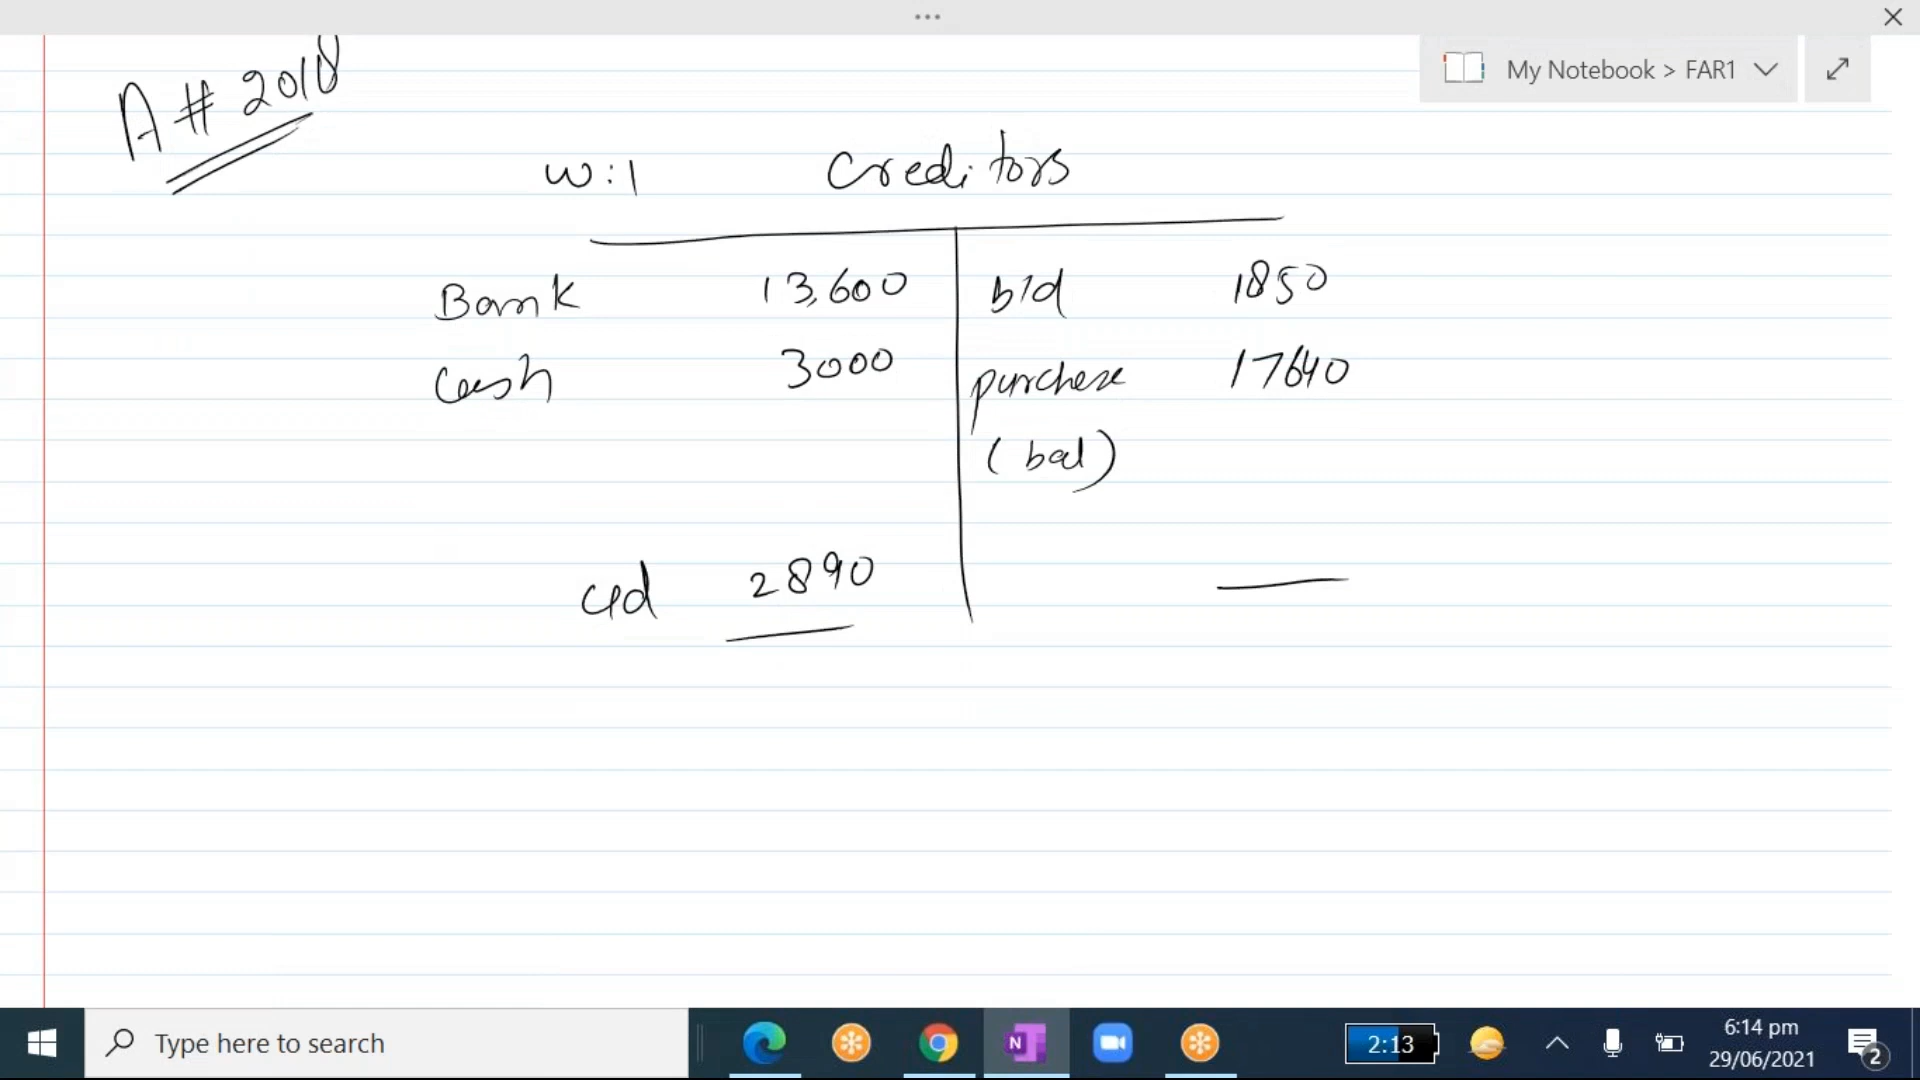 My Notebook > FAR1
A # 2018
W:1 Creditors
Bank 13,600 b/d 1850
Cash 3000 purchase 17640
(bal)
c/d 2890
Type here to search
N
2:13
6:14 pm
29/06/2021
2